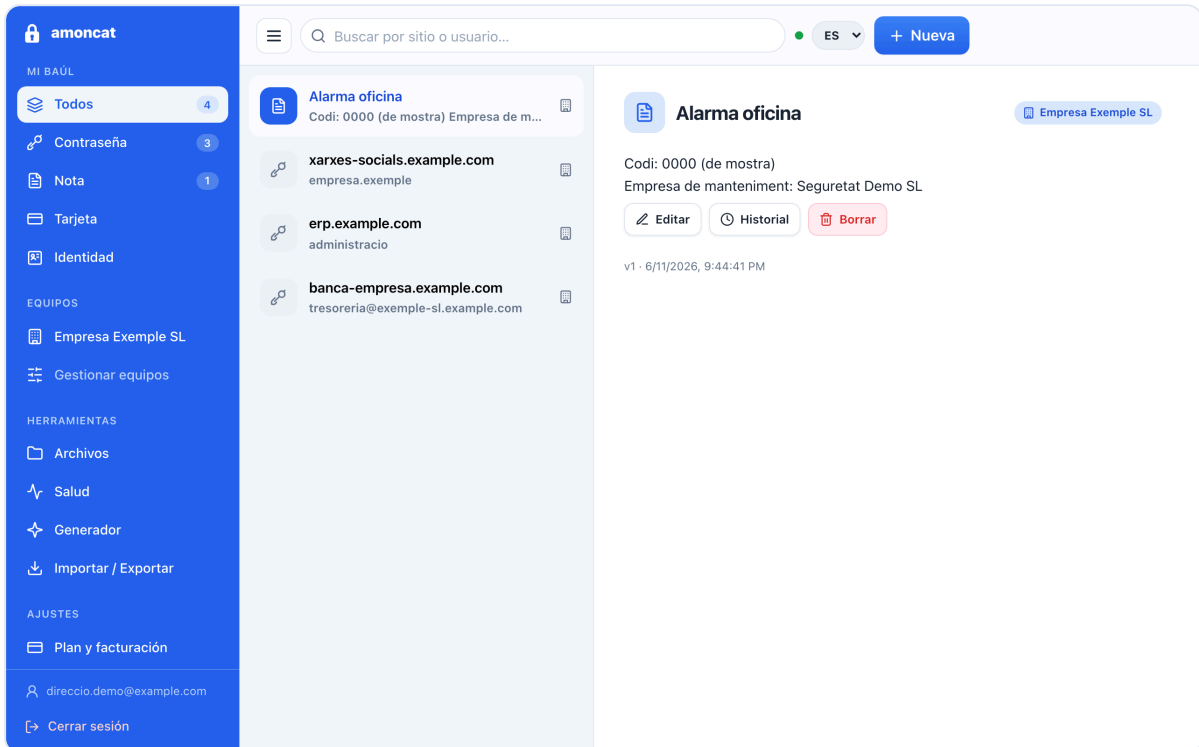 amoncat
MI BAÚL
Todos 4
Contraseña 3
Nota 1
Tarjeta
Identidad
EQUIPOS
Empresa Exemple SL
Gestionar equipos
HERRAMIENTAS
Archivos
Salud
Generador
Importar / Exportar
AJUSTES
Plan y facturación
direccio.demo@example.com
Cerrar sesión
Buscar por sitio o usuario...
ES
+ Nueva
Alarma oficina
Codi: 0000 (de mostra) Empresa de m...
xarxes-socials.example.com
empresa.exemple
erp.example.com
administracio
banca-empresa.example.com
tresoreria@exemple-sl.example.com
Alarma oficina
Empresa Exemple SL
Codi: 0000 (de mostra)
Empresa de manteniment: Seguretat Demo SL
Editar Historial Borrar
v1 · 6/11/2026, 9:44:41 PM